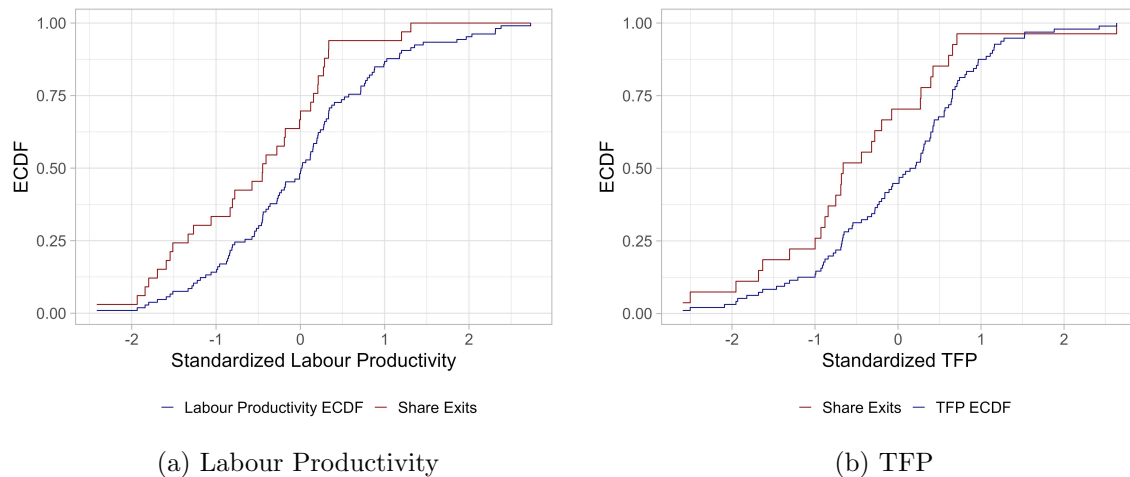 1.00
0.75
0.50
0.25
0.00
ECDF
-2 -1 0 1 2
Standardized Labour Productivity
Labour Productivity ECDF Share Exits
(a) Labour Productivity
1.00
0.75
0.50
0.25
0.00
ECDF
-2 -1 0 1 2
Standardized TFP
Share Exits TFP ECDF
(b) TFP